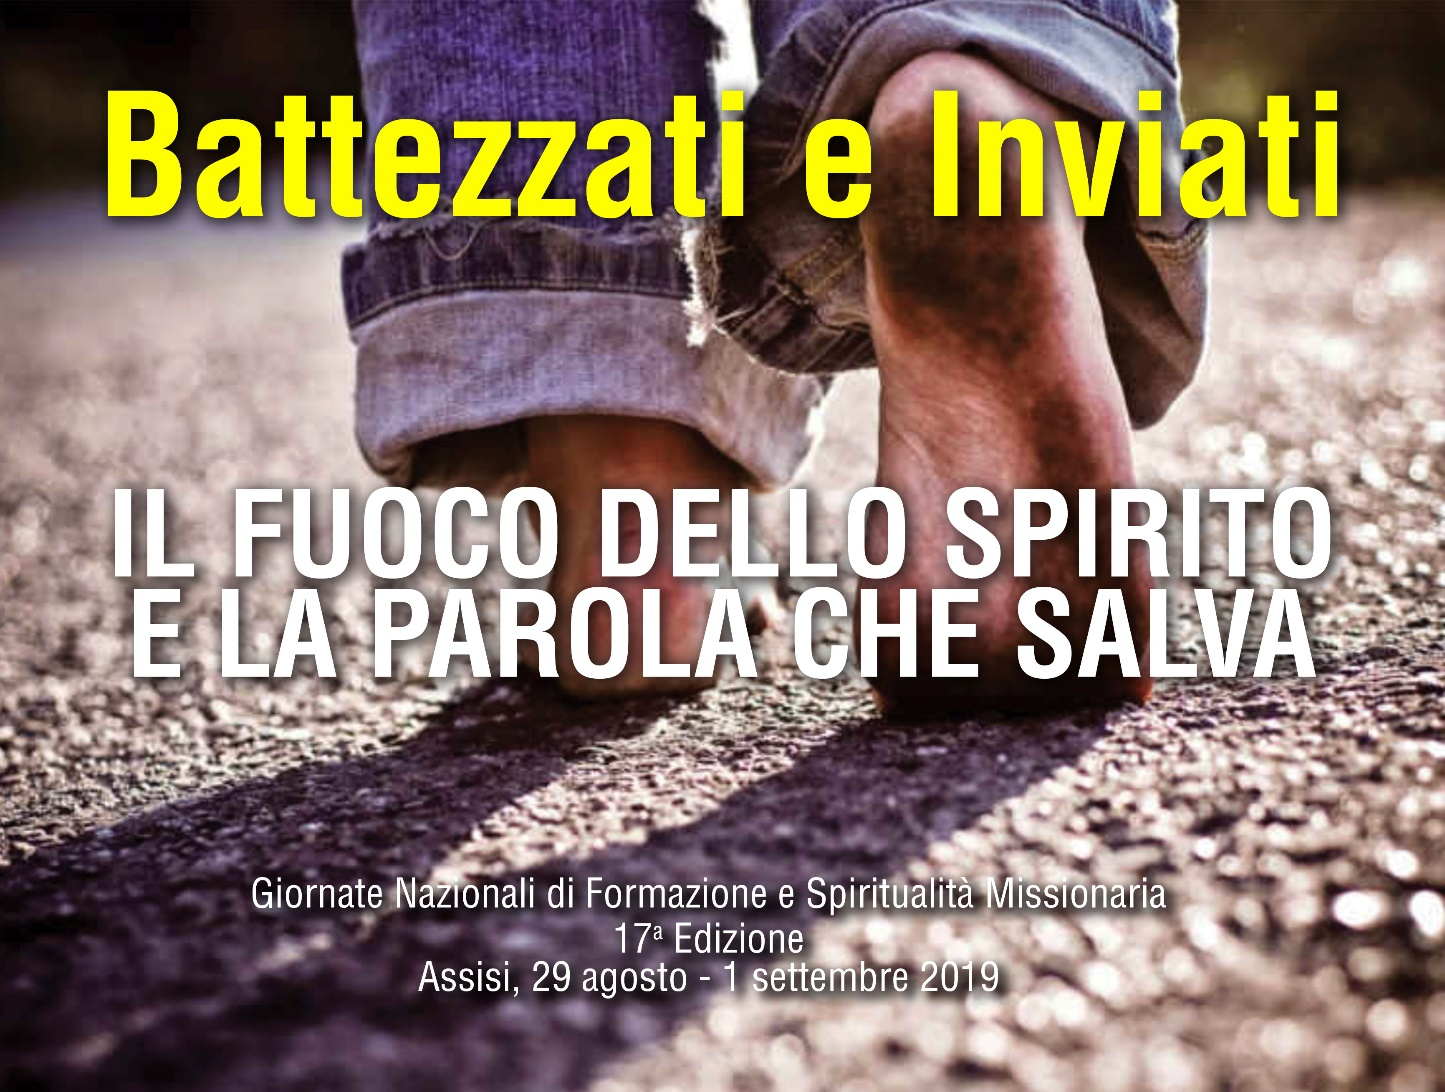 Battezzati e Inviati
IL FUOCO DELLO SPIRITO
E LA PAROLA CHE SALVA
Giornate Nazionali di Formazione e Spiritualità Missionaria
17ª Edizione
Assisi, 29 agosto - 1 settembre 2019